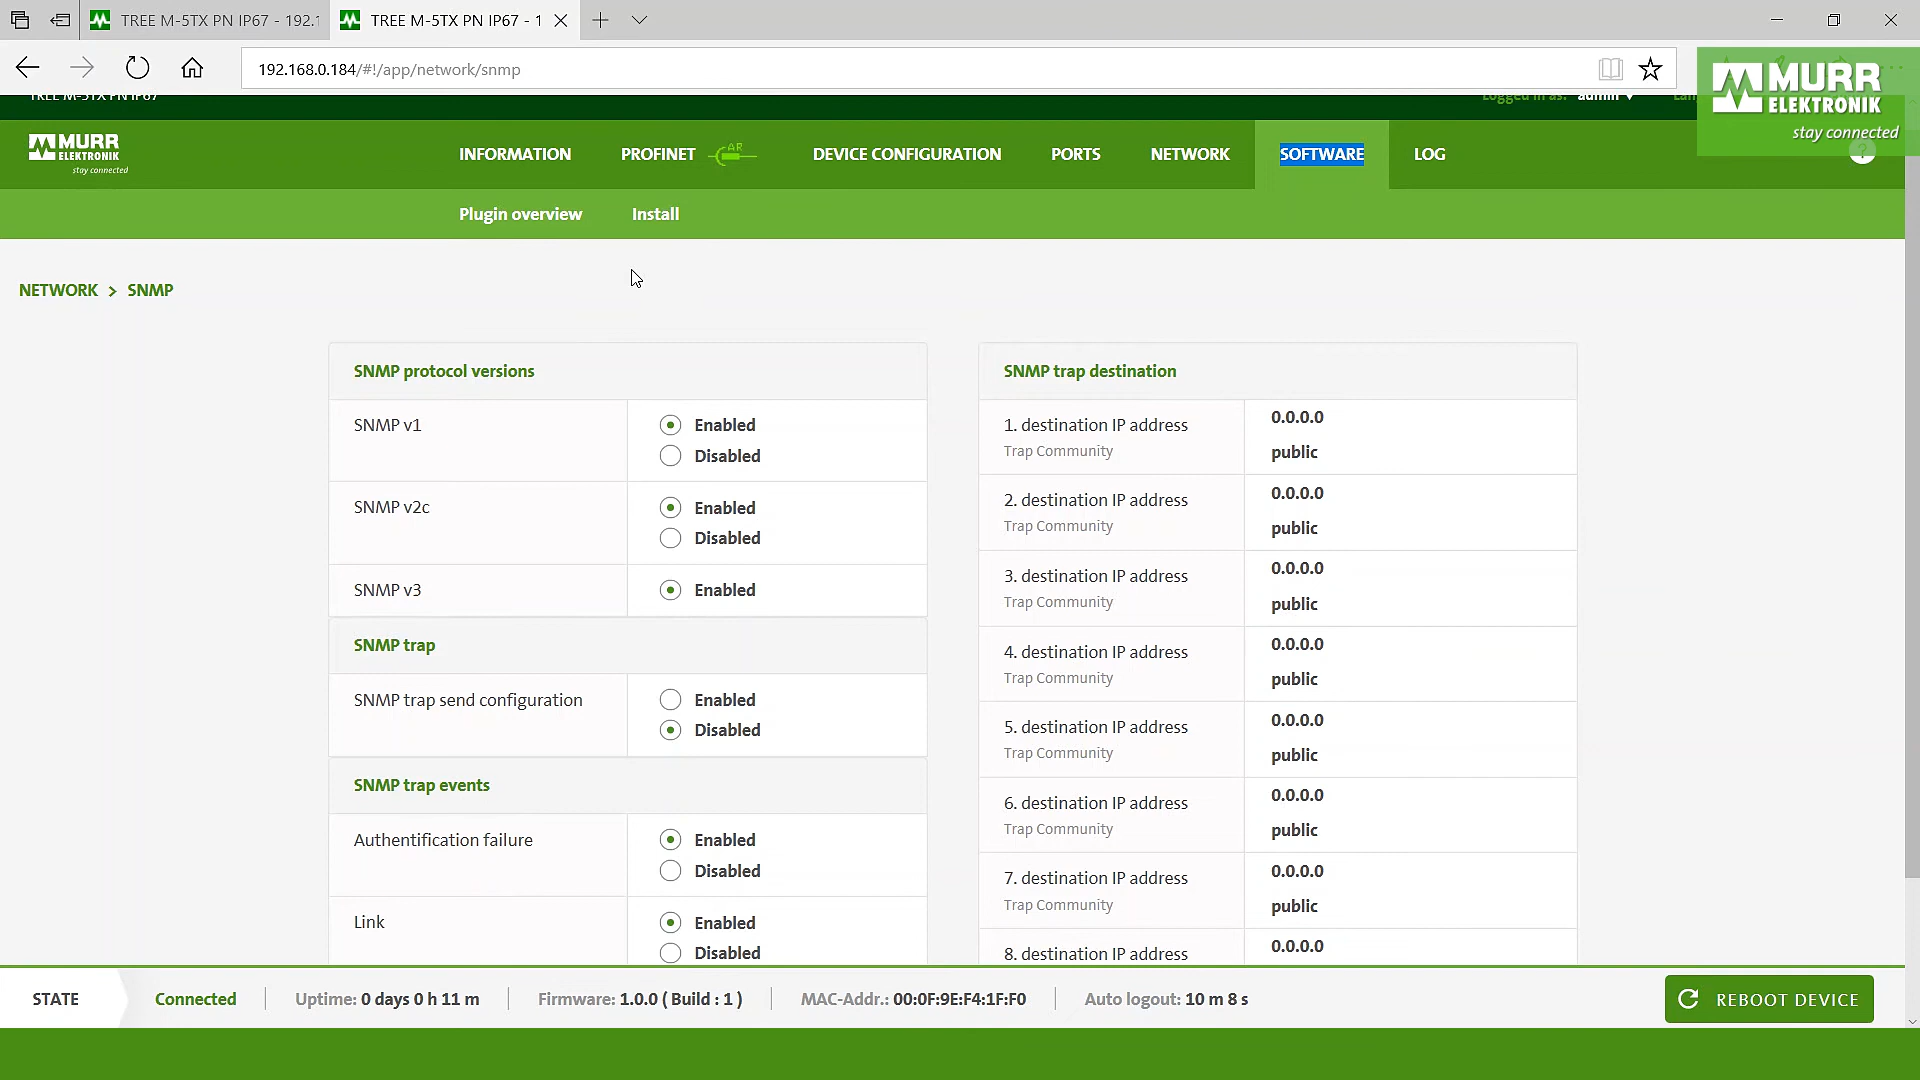 TREE M-5TX PN IP67 - 192.1
TREE M-5TX PN IP67 - 1
192.168.0.184/#!/app/network/snmp
TREE M-5TX PN IP67
Logged in as: admin
Lan
MURR
ELEKTRONIK
stay connected
MURR
ELEKTRONIK
stay connected
INFORMATION
PROFINET
AR
DEVICE CONFIGURATION
PORTS
NETWORK
SOFTWARE
LOG
?
Plugin overview
Install
NETWORK > SNMP
SNMP protocol versions
SNMP v1
Enabled
Disabled
SNMP v2c
Enabled
Disabled
SNMP v3
Enabled
SNMP trap
SNMP trap send configuration
Enabled
Disabled
SNMP trap events
Authentification failure
Enabled
Disabled
Link
Enabled
Disabled
SNMP trap destination
1. destination IP address
Trap Community
0.0.0.0
public
2. destination IP address
Trap Community
0.0.0.0
public
3. destination IP address
Trap Community
0.0.0.0
public
4. destination IP address
Trap Community
0.0.0.0
public
5. destination IP address
Trap Community
0.0.0.0
public
6. destination IP address
Trap Community
0.0.0.0
public
7. destination IP address
Trap Community
0.0.0.0
public
8. destination IP address
0.0.0.0
STATE
Connected
Uptime: 0 days 0 h 11 m
Firmware: 1.0.0 ( Build : 1 )
MAC-Addr.: 00:0F:9E:F4:1F:F0
Auto logout: 10 m 8 s
REBOOT DEVICE